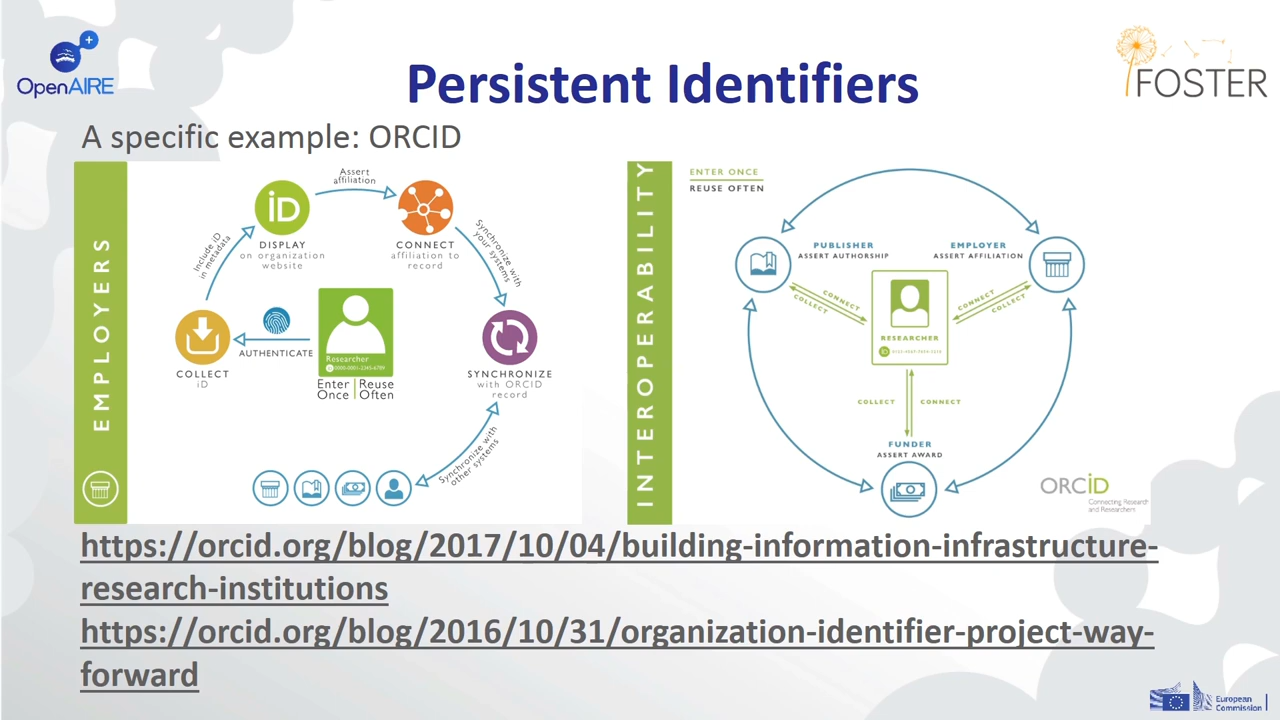 OpenAIRE
FOSTER
Persistent Identifiers
A specific example: ORCID
EMPLOYERS
Assert
affiliation
iD
DISPLAY
on organization
website
CONNECT
affiliation to
record
Include iD
in metadata
Synchronize with
your systems
COLLECT
iD
AUTHENTICATE
Researcher
Enter Once | Reuse Often
SYNCHRONIZE
with ORCID
record
Synchronize with
other systems
INTEROPERABILITY
ENTER ONCE
REUSE OFTEN
PUBLISHER
ASSERT AUTHORSHIP
EMPLOYER
ASSERT AFFILIATION
CONNECT
COLLECT
CONNECT
COLLECT
RESEARCHER
COLLECT
CONNECT
FUNDER
ASSERT AWARD
ORCiD
Connecting Research
and Researchers
https://orcid.org/blog/2017/10/04/building-information-infrastructure-
research-institutions
https://orcid.org/blog/2016/10/31/organization-identifier-project-way-
forward
European
Commission